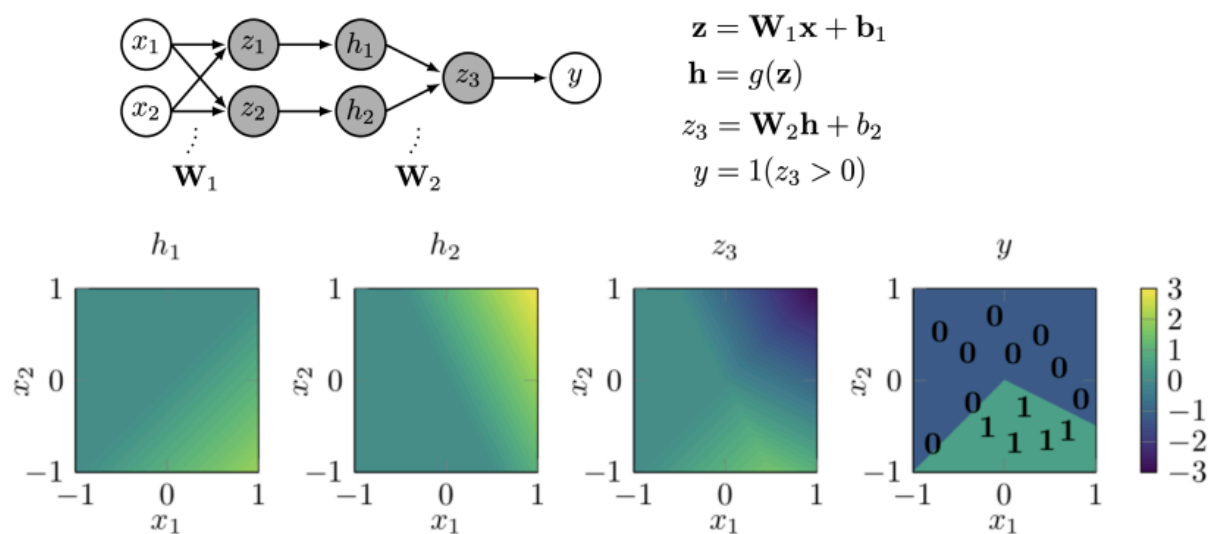 x₁ z₁ h₁ z₃ y
x₂ z₂ h₂
W₁ W₂
z = W₁x + b₁
h = g(z)
z₃ = W₂h + b₂
y = 1(z₃ > 0)
h₁ h₂ z₃ y
1
0
−1
x₂
−1 0 1
x₁
1
0
−1
x₂
−1 0 1
x₁
1
0
−1
x₂
−1 0 1
x₁
1
0
−1
x₂
0 0 0 0 0 0 0 0 0 0
1 1 1 1 1
−1 0 1
x₁
3
2
1
0
−1
−2
−3